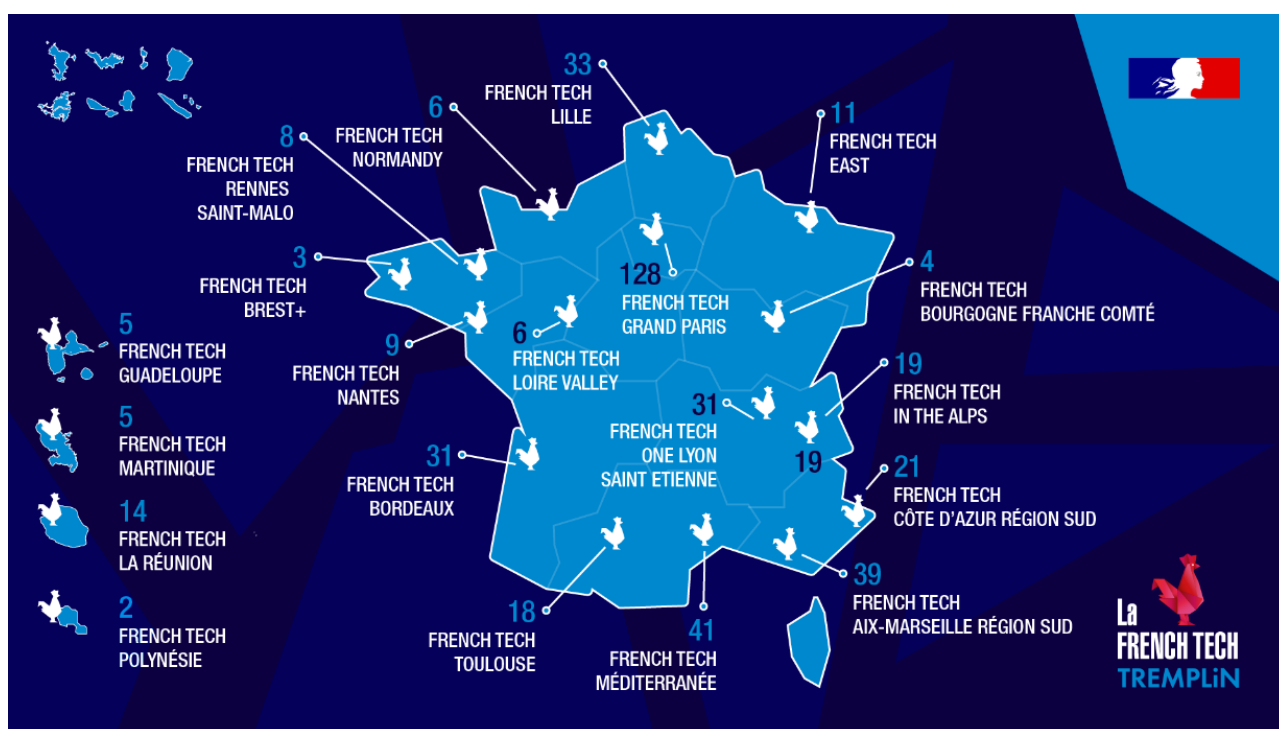 33
FRENCH TECH
LILLE
6
FRENCH TECH
NORMANDY
11
FRENCH TECH
EAST
8
FRENCH TECH
RENNES
SAINT-MALO
3
FRENCH TECH
BREST+
128
FRENCH TECH
GRAND PARIS
4
FRENCH TECH
BOURGOGNE FRANCHE COMTÉ
9
FRENCH TECH
NANTES
6
FRENCH TECH
LOIRE VALLEY
5
FRENCH TECH
GUADELOUPE
19
FRENCH TECH
IN THE ALPS
31
FRENCH TECH
ONE LYON
SAINT ETIENNE
19
5
FRENCH TECH
MARTINIQUE
31
FRENCH TECH
BORDEAUX
21
FRENCH TECH
CÔTE D'AZUR RÉGION SUD
14
FRENCH TECH
LA RÉUNION
39
FRENCH TECH
AIX-MARSEILLE RÉGION SUD
18
FRENCH TECH
TOULOUSE
41
FRENCH TECH
MÉDITERRANÉE
2
FRENCH TECH
POLYNÉSIE
La
FRENCH TECH
TREMPLiN